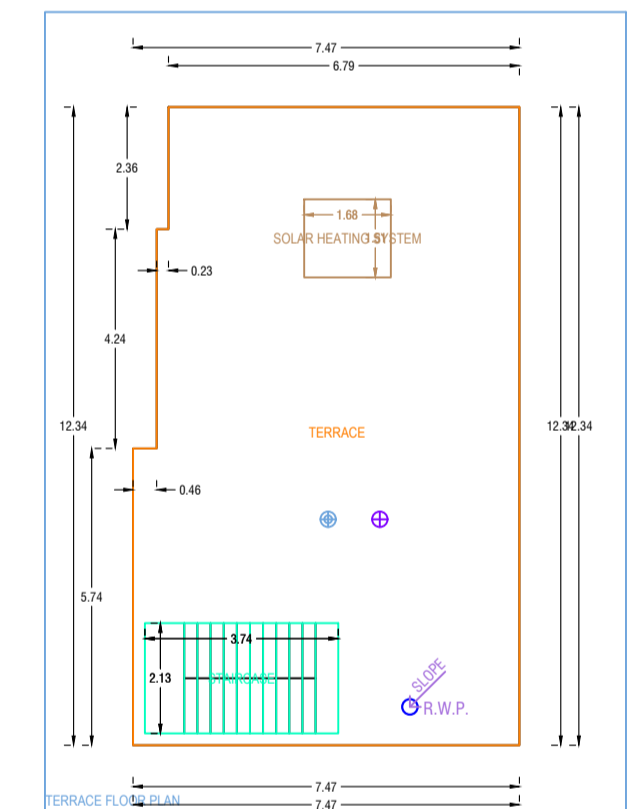 7.47
6.79
2.36
1.68
SOLAR HEATING SYSTEM
0.23
4.24
12.34
TERRACE
12.34
12.34
0.46
5.74
3.74
2.13
STAIRCASE
SLOPE
R.W.P.
7.47
TERRACE FLOOR PLAN
7.47